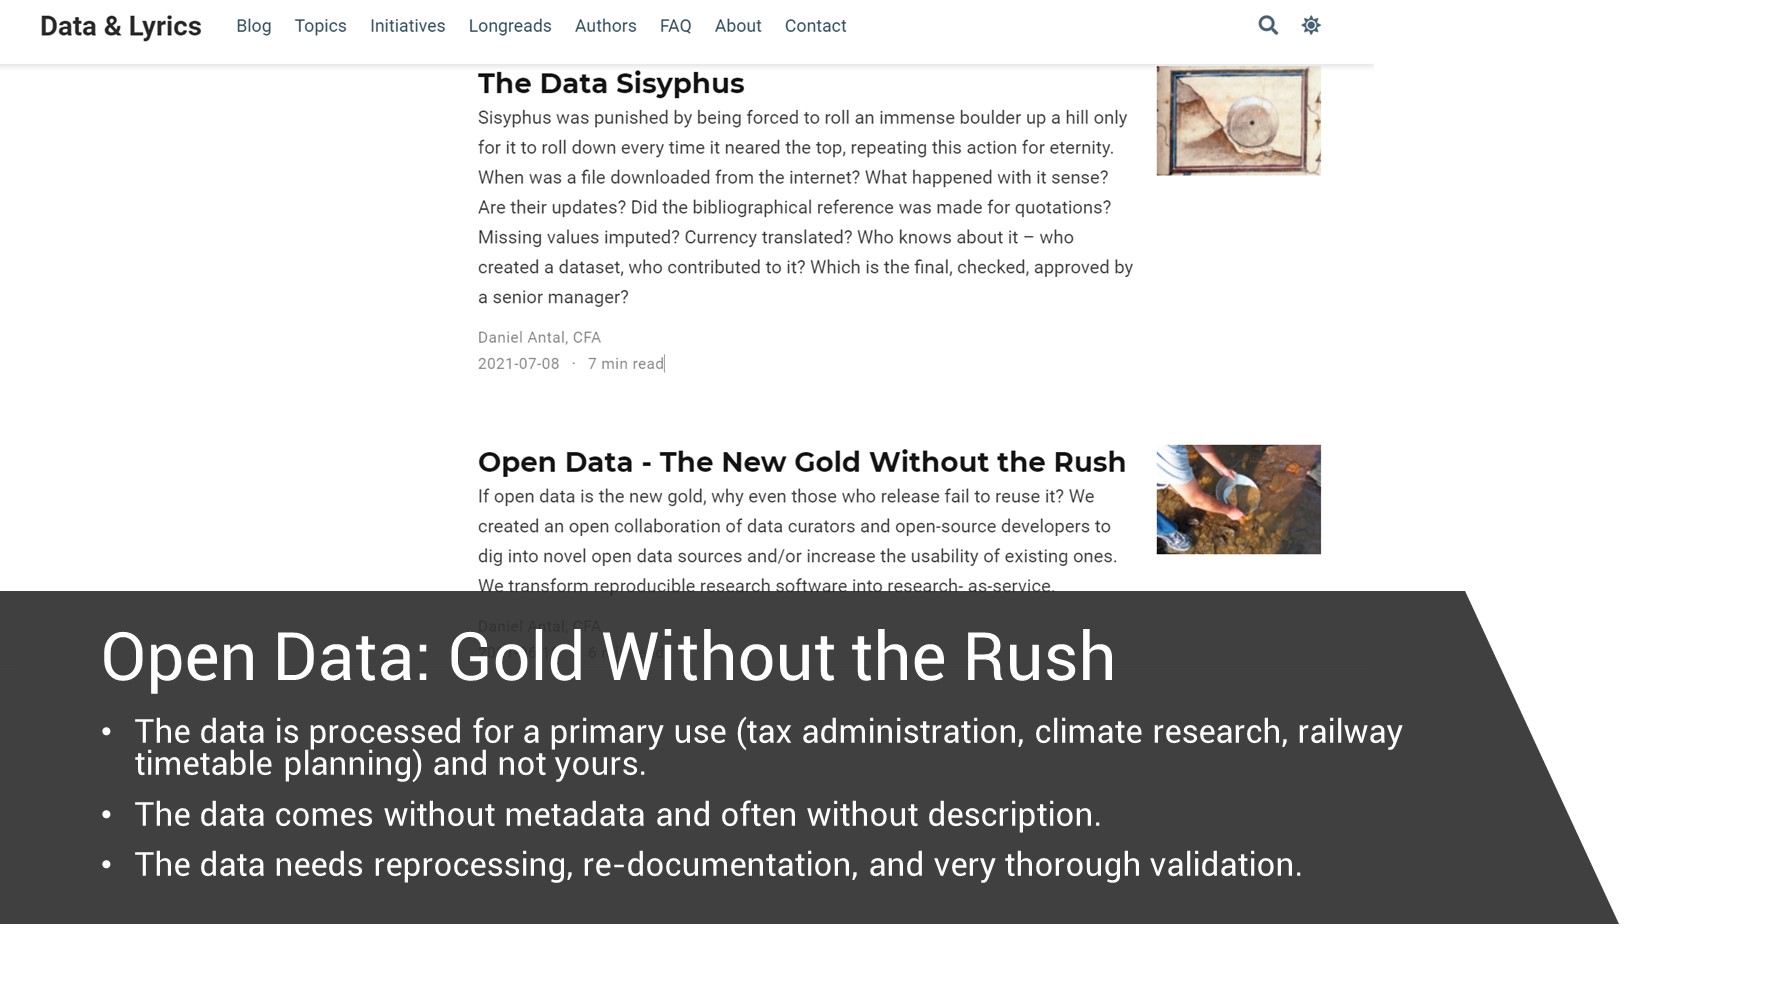 Data & Lyrics Blog Topics Initiatives Longreads Authors FAQ About Contact
The Data Sisyphus
Sisyphus was punished by being forced to roll an immense boulder up a hill only
for it to roll down every time it neared the top, repeating this action for eternity.
When was a file downloaded from the internet? What happened with it sense?
Are their updates? Did the bibliographical reference was made for quotations?
Missing values imputed? Currency translated? Who knows about it – who
created a dataset, who contributed to it? Which is the final, checked, approved by
a senior manager?
Daniel Antal, CFA
2021-07-08 · 7 min read
Open Data - The New Gold Without the Rush
If open data is the new gold, why even those who release fail to reuse it? We
created an open collaboration of data curators and open-source developers to
dig into novel open data sources and/or increase the usability of existing ones.
We transform reproducible research software into research- as-service.
Daniel Antal, CFA
Open Data: Gold Without the Rush
• The data is processed for a primary use (tax administration, climate research, railway
timetable planning) and not yours.
• The data comes without metadata and often without description.
• The data needs reprocessing, re-documentation, and very thorough validation.